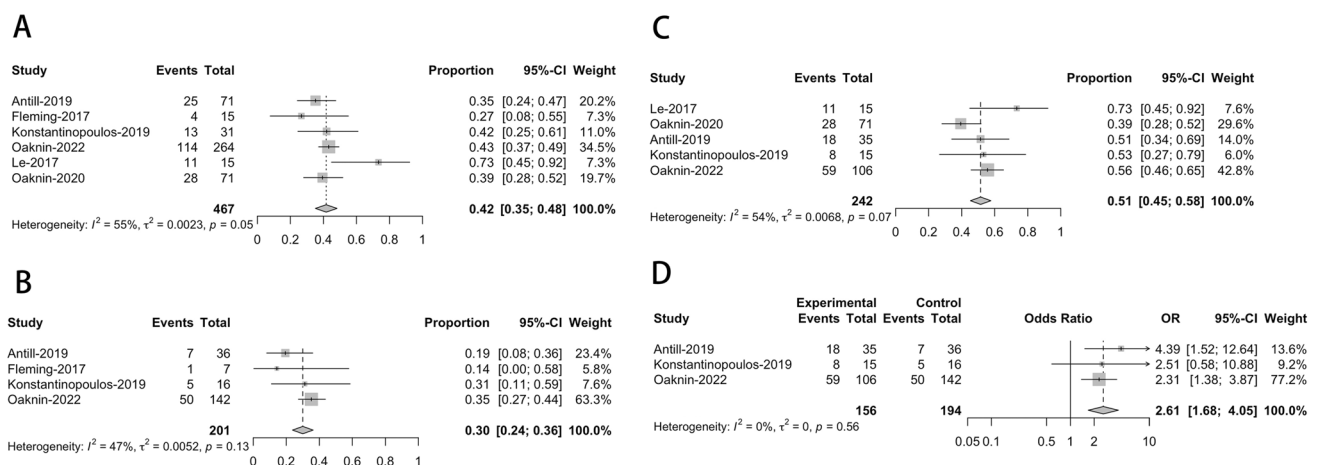 A
Study Events Total Proportion 95%-CI Weight
Antill-2019 25 71 0.35 [0.24; 0.47] 20.2%
Fleming-2017 4 15 0.27 [0.08; 0.55] 7.3%
Konstantinopoulos-2019 13 31 0.42 [0.25; 0.61] 11.0%
Oaknin-2022 114 264 0.43 [0.37; 0.49] 34.5%
Le-2017 11 15 0.73 [0.45; 0.92] 7.3%
Oaknin-2020 28 71 0.39 [0.28; 0.52] 19.7%
467 0.42 [0.35; 0.48] 100.0%
Heterogeneity: I² = 55%, τ² = 0.0023, p = 0.05
0 0.2 0.4 0.6 0.8 1
B
Study Events Total Proportion 95%-CI Weight
Antill-2019 7 36 0.19 [0.08; 0.36] 23.4%
Fleming-2017 1 7 0.14 [0.00; 0.58] 5.8%
Konstantinopoulos-2019 5 16 0.31 [0.11; 0.59] 7.6%
Oaknin-2022 50 142 0.35 [0.27; 0.44] 63.3%
201 0.30 [0.24; 0.36] 100.0%
Heterogeneity: I² = 47%, τ² = 0.0052, p = 0.13
0 0.2 0.4 0.6 0.8 1
C
Study Events Total Proportion 95%-CI Weight
Le-2017 11 15 0.73 [0.45; 0.92] 7.6%
Oaknin-2020 28 71 0.39 [0.28; 0.52] 29.6%
Antill-2019 18 35 0.51 [0.34; 0.69] 14.0%
Konstantinopoulos-2019 8 15 0.53 [0.27; 0.79] 6.0%
Oaknin-2022 59 106 0.56 [0.46; 0.65] 42.8%
242 0.51 [0.45; 0.58] 100.0%
Heterogeneity: I² = 54%, τ² = 0.0068, p = 0.07
0 0.2 0.4 0.6 0.8 1
D
Experimental Control
Study Events Total Events Total Odds Ratio OR 95%-CI Weight
Antill-2019 18 35 7 36 4.39 [1.52; 12.64] 13.6%
Konstantinopoulos-2019 8 15 5 16 2.51 [0.58; 10.88] 9.2%
Oaknin-2022 59 106 50 142 2.31 [1.38; 3.87] 77.2%
156 194 2.61 [1.68; 4.05] 100.0%
Heterogeneity: I² = 0%, τ² = 0, p = 0.56
0.05 0.1 0.5 1 2 10